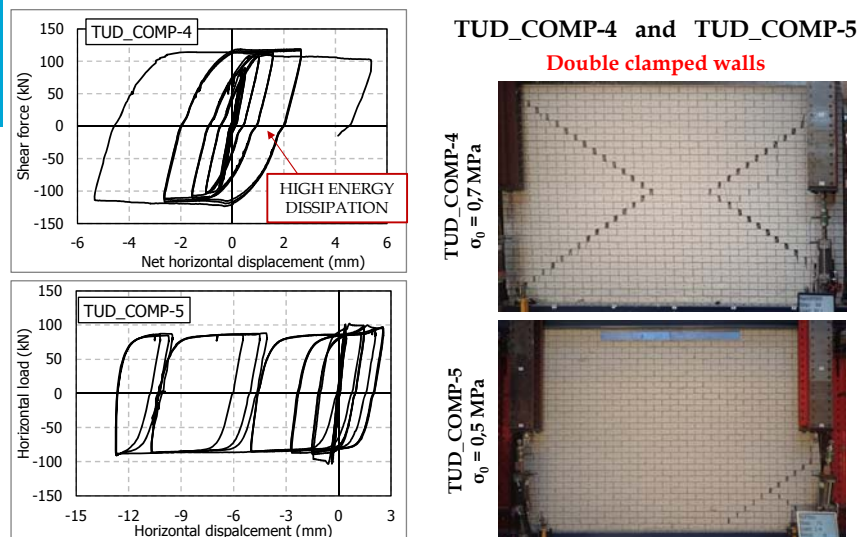 TUD_COMP-4 and TUD_COMP-5
Double clamped walls
TUD_COMP-4
Shear force (kN)
150
100
50
0
-50
-100
-150
-6 -4 -2 0 2 4 6
Net horizontal displacement (mm)
HIGH ENERGY
DISSIPATION
TUD_COMP-4
σ0 = 0,7 MPa
TUD_COMP-5
Horizontal load (kN)
150
100
50
0
-50
-100
-150
-15 -12 -9 -6 -3 0 3
Horizontal dispalcement (mm)
TUD_COMP-5
σ0 = 0,5 MPa